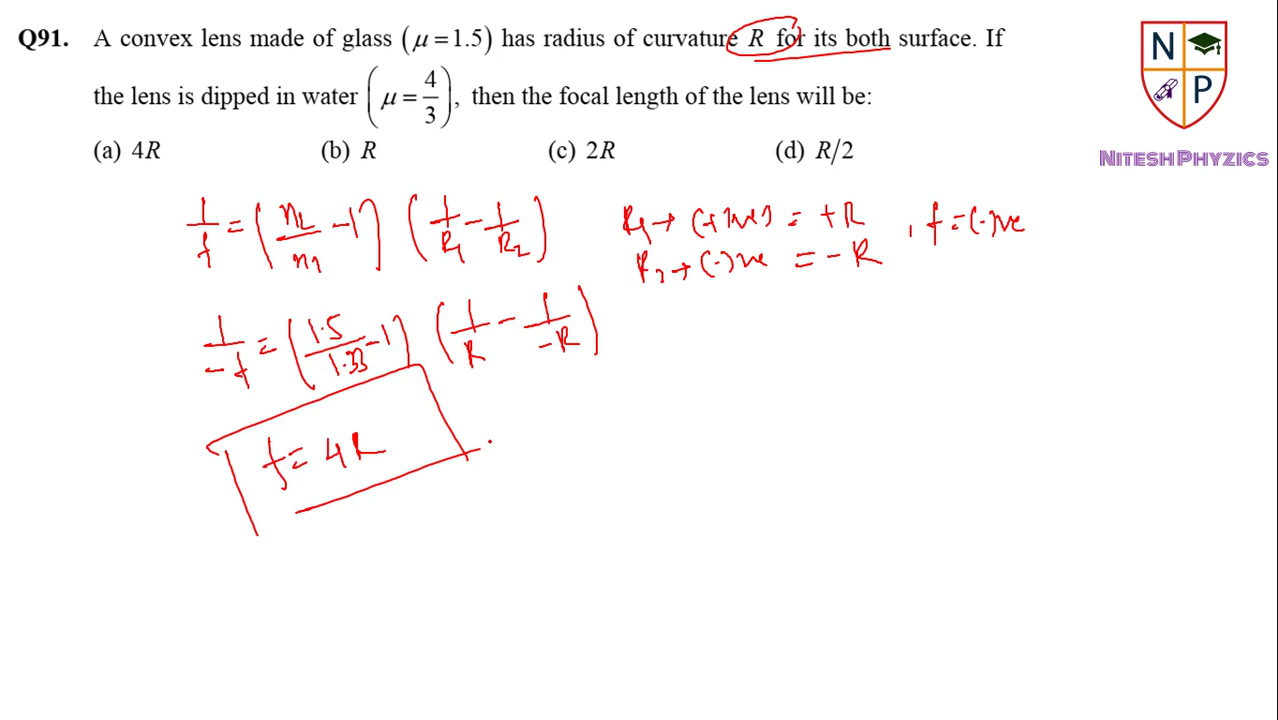 Q91. A convex lens made of glass (μ = 1.5) has radius of curvature R for its both surface. If
the lens is dipped in water (μ = 4/3), then the focal length of the lens will be:
(a) 4R (b) R (c) 2R (d) R/2
N P
NITESH PHYZICS
1/f = (n2/n1 - 1) (1/R1 - 1/R2)
R1 → (+)ve = +R , f = (-)ve
R2 → (-)ve = -R
1/-f = (1.5/1.33 - 1) (1/R - 1/-R)
f = 4R